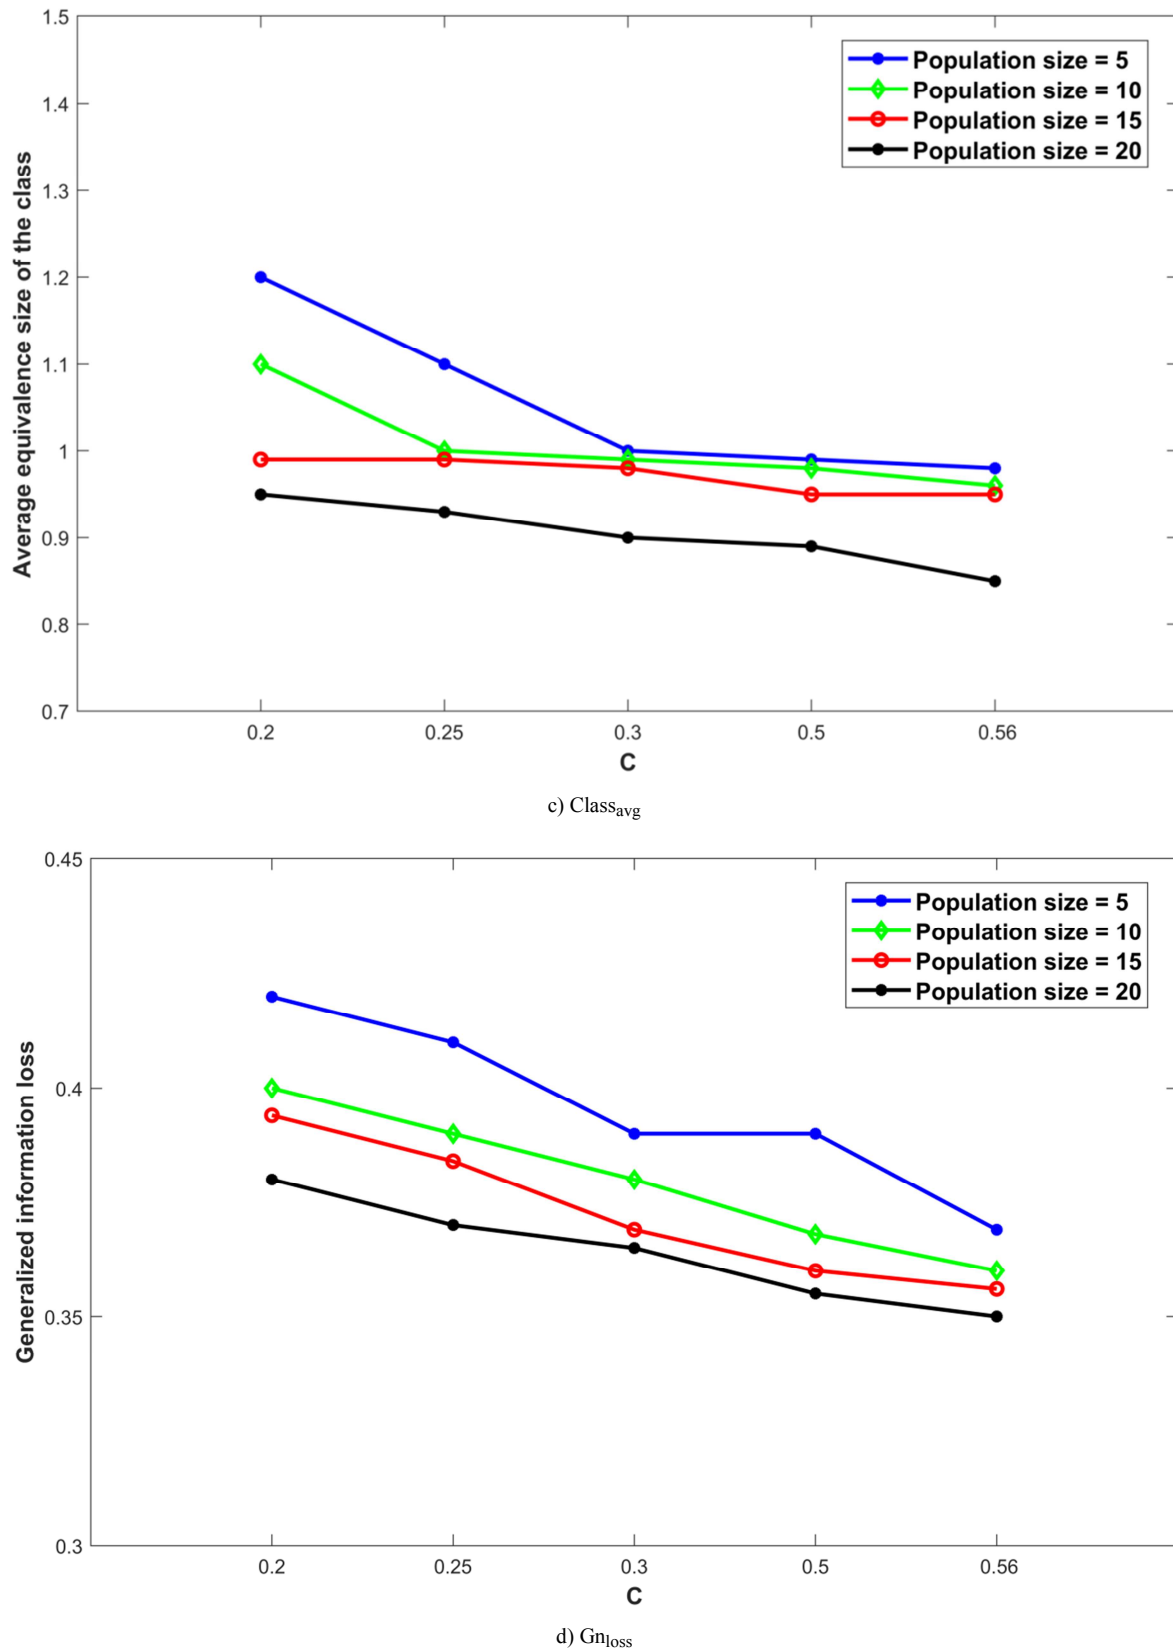 1.5
1.4
1.3
1.2
1.1
1
0.9
0.8
0.7
Average equivalence size of the class
Population size = 5
Population size = 10
Population size = 15
Population size = 20
0.2 0.25 0.3 0.5 0.56
C
c) Classavg
0.45
0.4
0.35
0.3
Generalized information loss
Population size = 5
Population size = 10
Population size = 15
Population size = 20
0.2 0.25 0.3 0.5 0.56
C
d) Gnloss